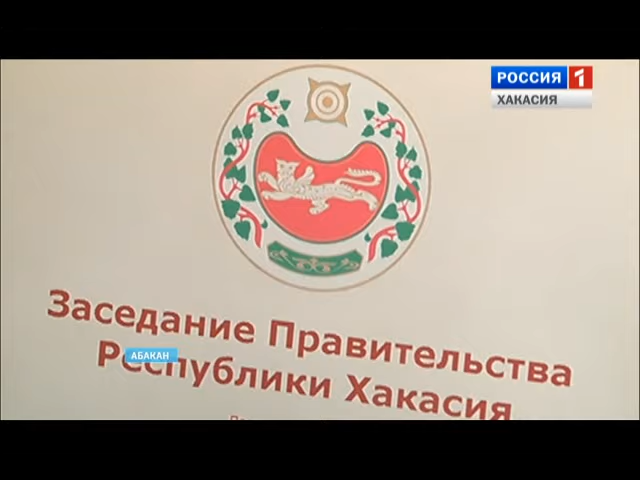 РОССИЯ 1
ХАКАСИЯ
Заседание Правительства
Республики Хакасия
АБАКАН